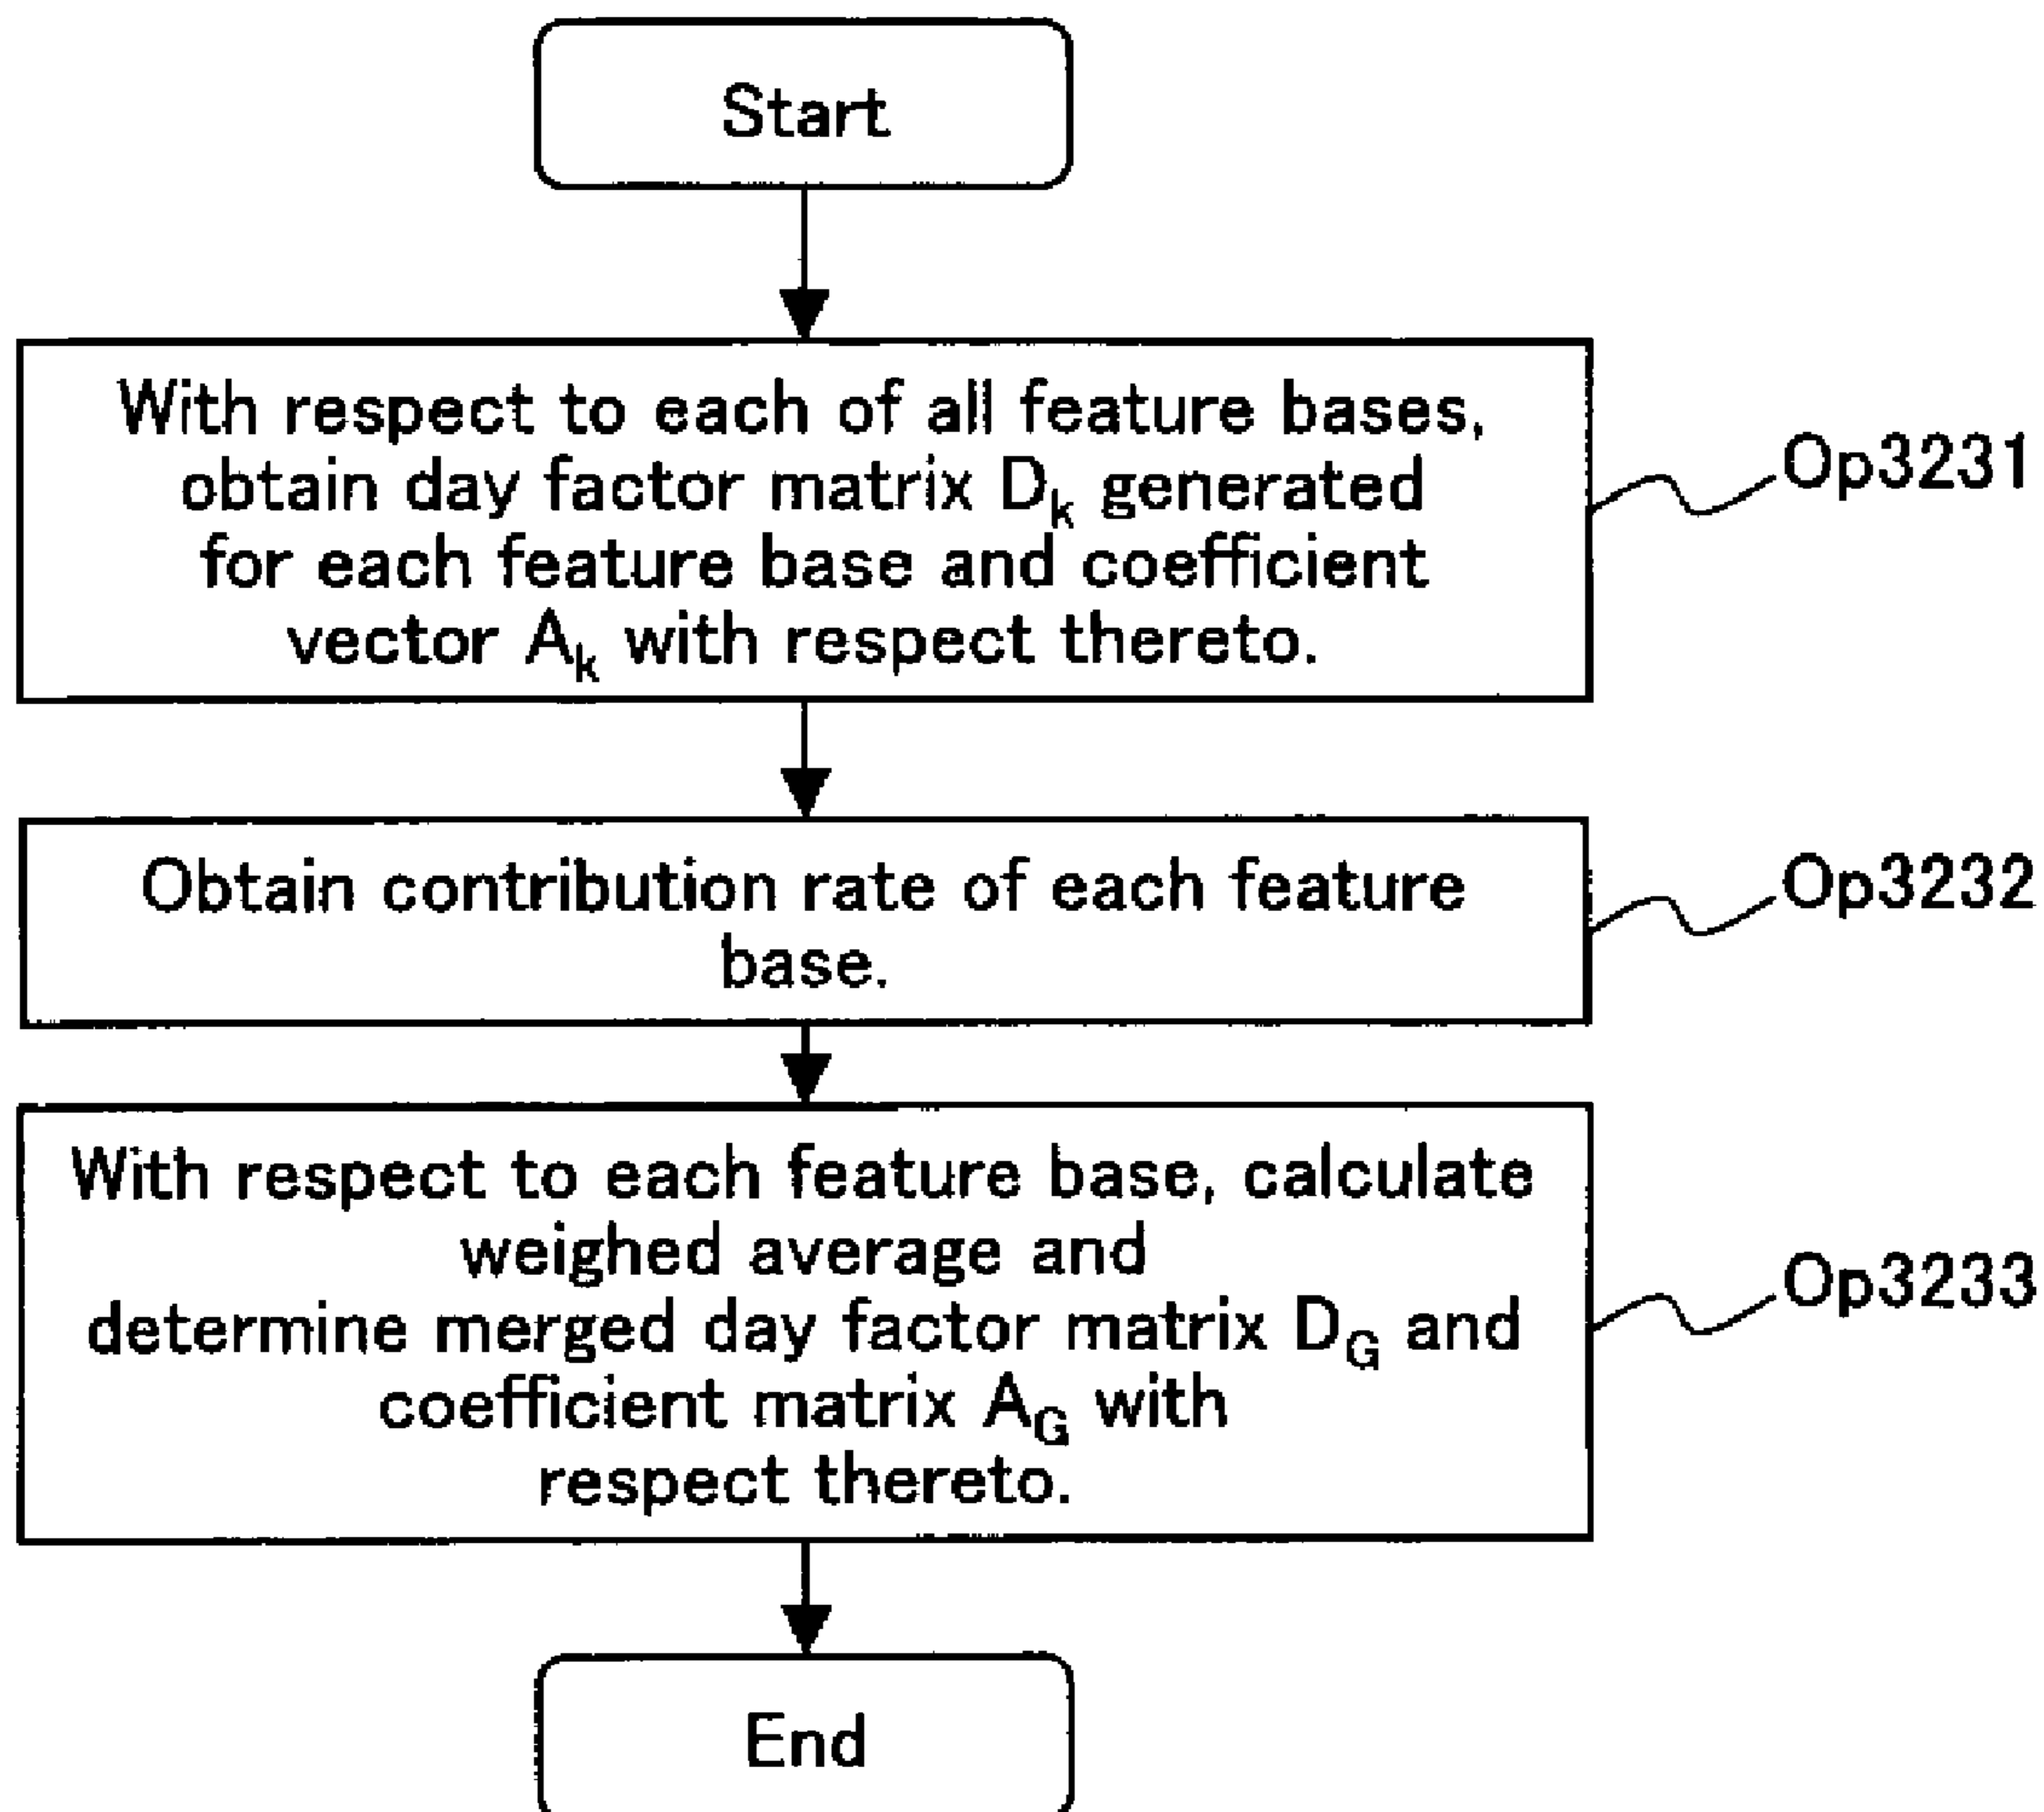 Start
With respect to each of all feature bases,
obtain day factor matrix Dk generated
for each feature base and coefficient
vector Ak with respect thereto.
Op3231
Obtain contribution rate of each feature
base.
Op3232
With respect to each feature base, calculate
weighed average and
determine merged day factor matrix DG and
coefficient matrix AG with
respect thereto.
Op3233
End